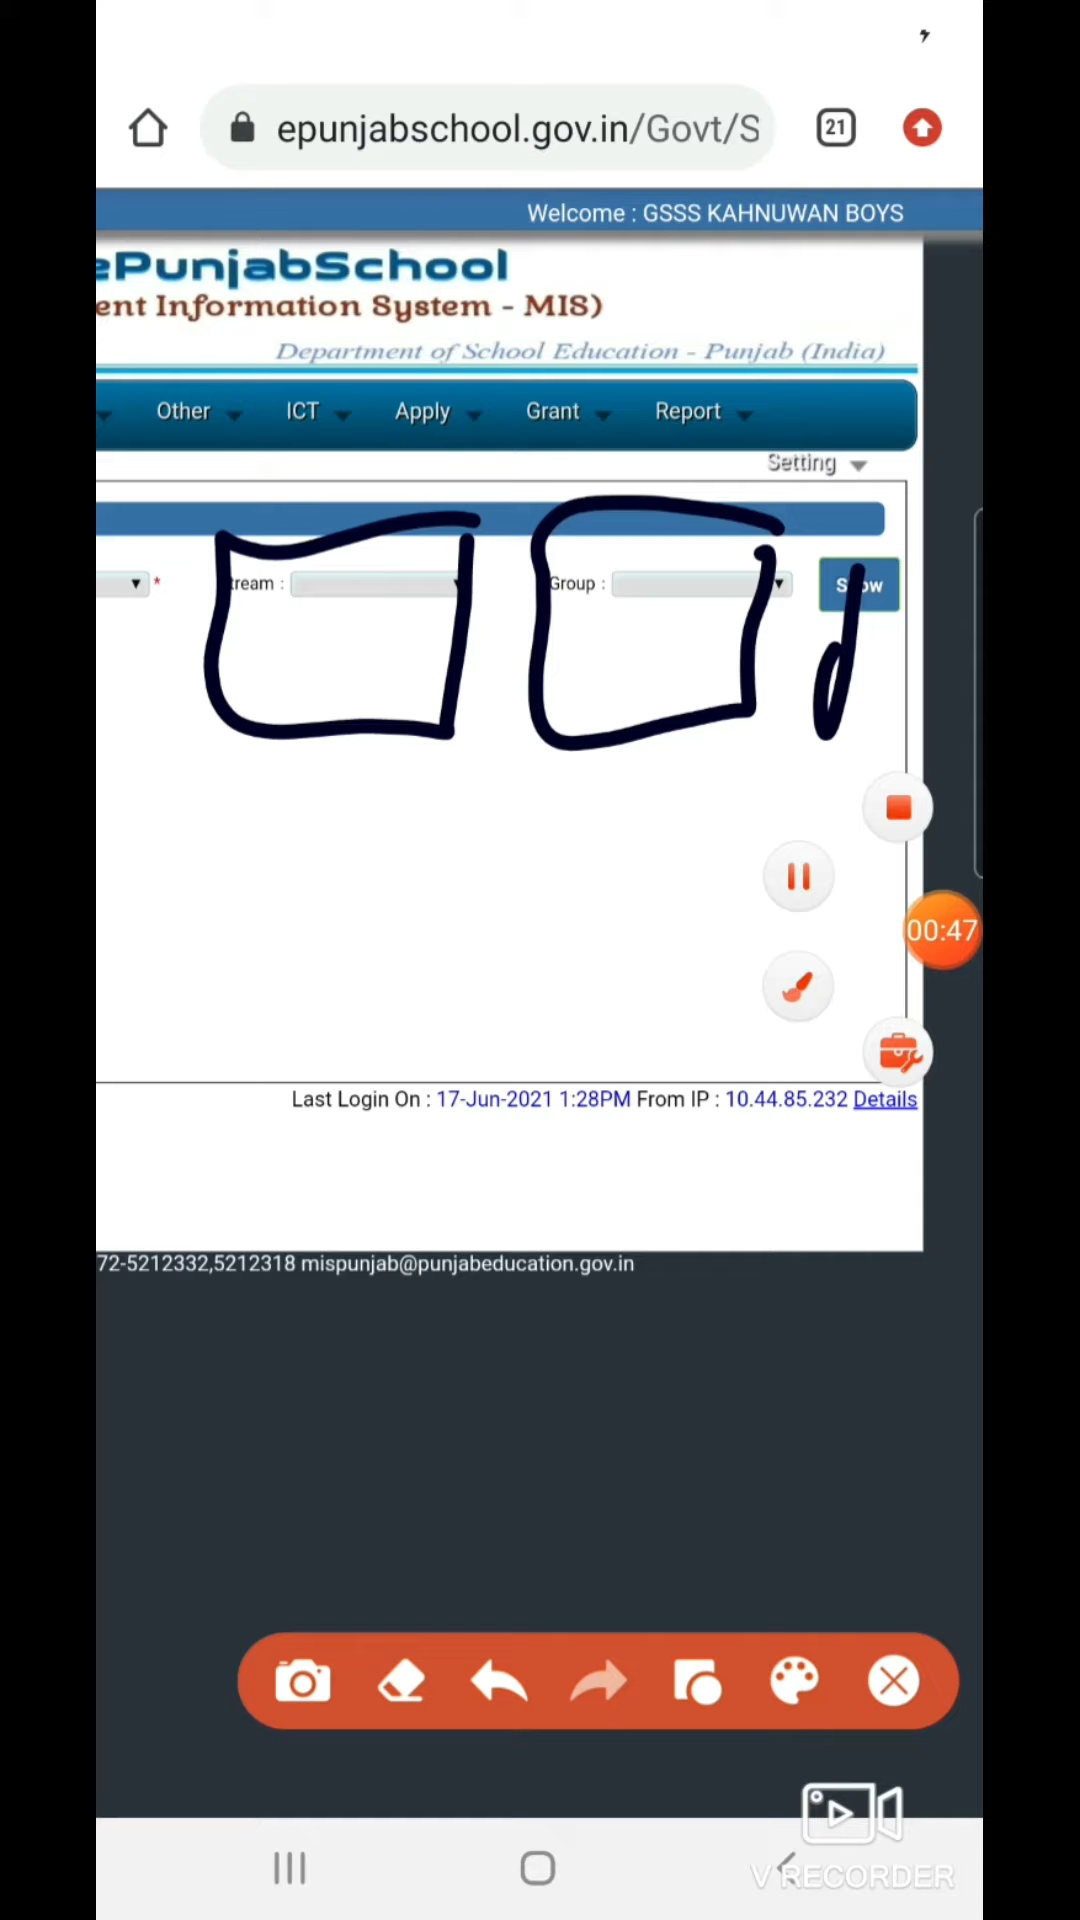 epunjabschool.gov.in/Govt/S
21
Welcome : GSSS KAHNUWAN BOYS
ePunjabSchool
ent Information System - MIS)
Department of School Education - Punjab (India)
Other ICT Apply Grant Report
Setting
* tream : Group : Show
00:47
Last Login On : 17-Jun-2021 1:28PM From IP : 10.44.85.232 Details
72-5212332,5212318 mispunjab@punjabeducation.gov.in
V RECORDER